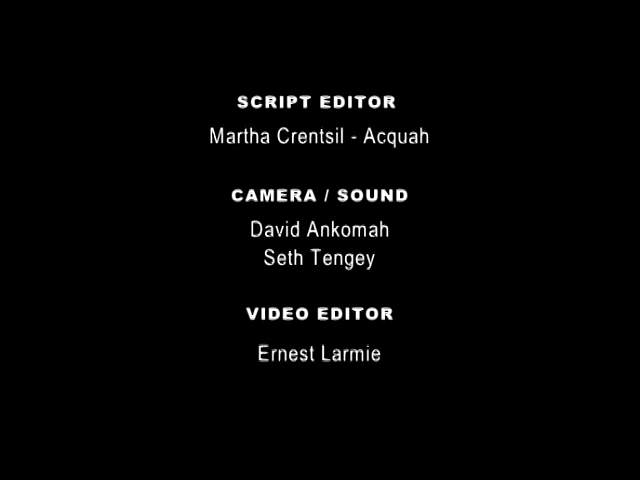 SCRIPT EDITOR
Martha Crentsil - Acquah
CAMERA / SOUND
David Ankomah
Seth Tengey
VIDEO EDITOR
Ernest Larmie